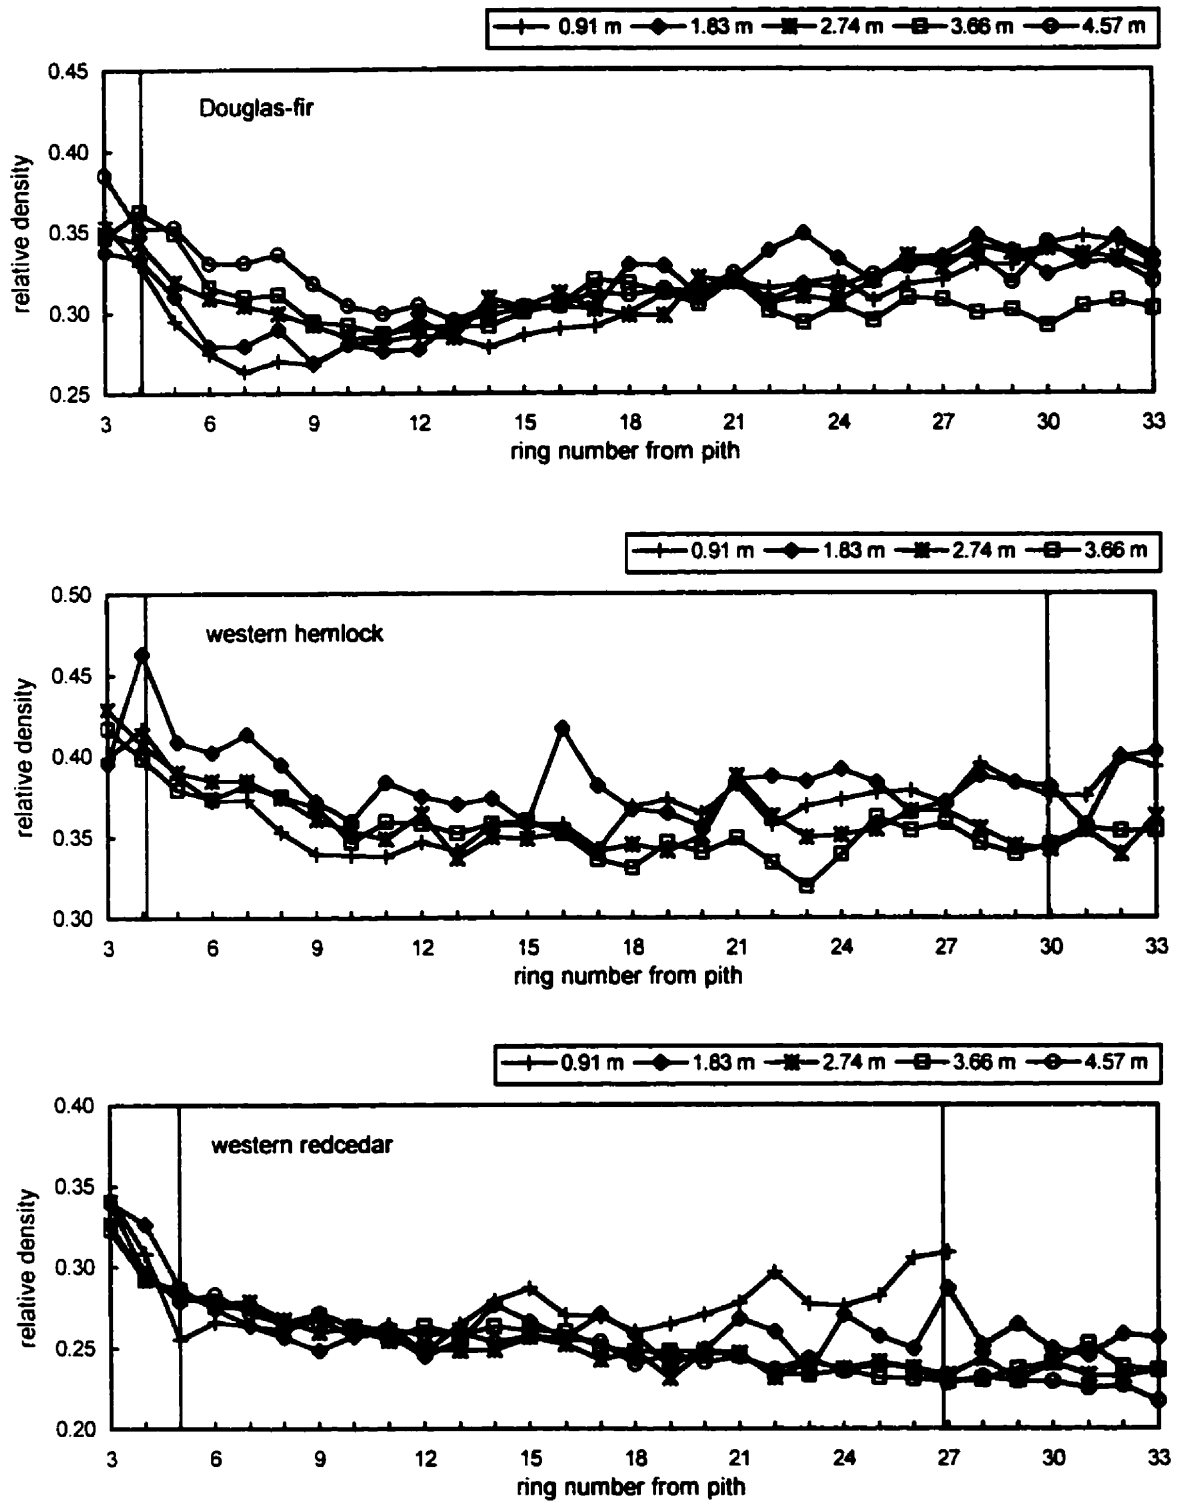 0.91 m 1.83 m 2.74 m 3.66 m 4.57 m
0.45
Douglas-fir
0.40
0.35
0.30
0.25
relative density
3 6 9 12 15 18 21 24 27 30 33
ring number from pith
0.91 m 1.83 m 2.74 m 3.66 m
0.50
western hemlock
0.45
0.40
0.35
0.30
relative density
3 6 9 12 15 18 21 24 27 30 33
ring number from pith
0.91 m 1.83 m 2.74 m 3.66 m 4.57 m
0.40
western redcedar
0.35
0.30
0.25
0.20
relative density
3 6 9 12 15 18 21 24 27 30 33
ring number from pith